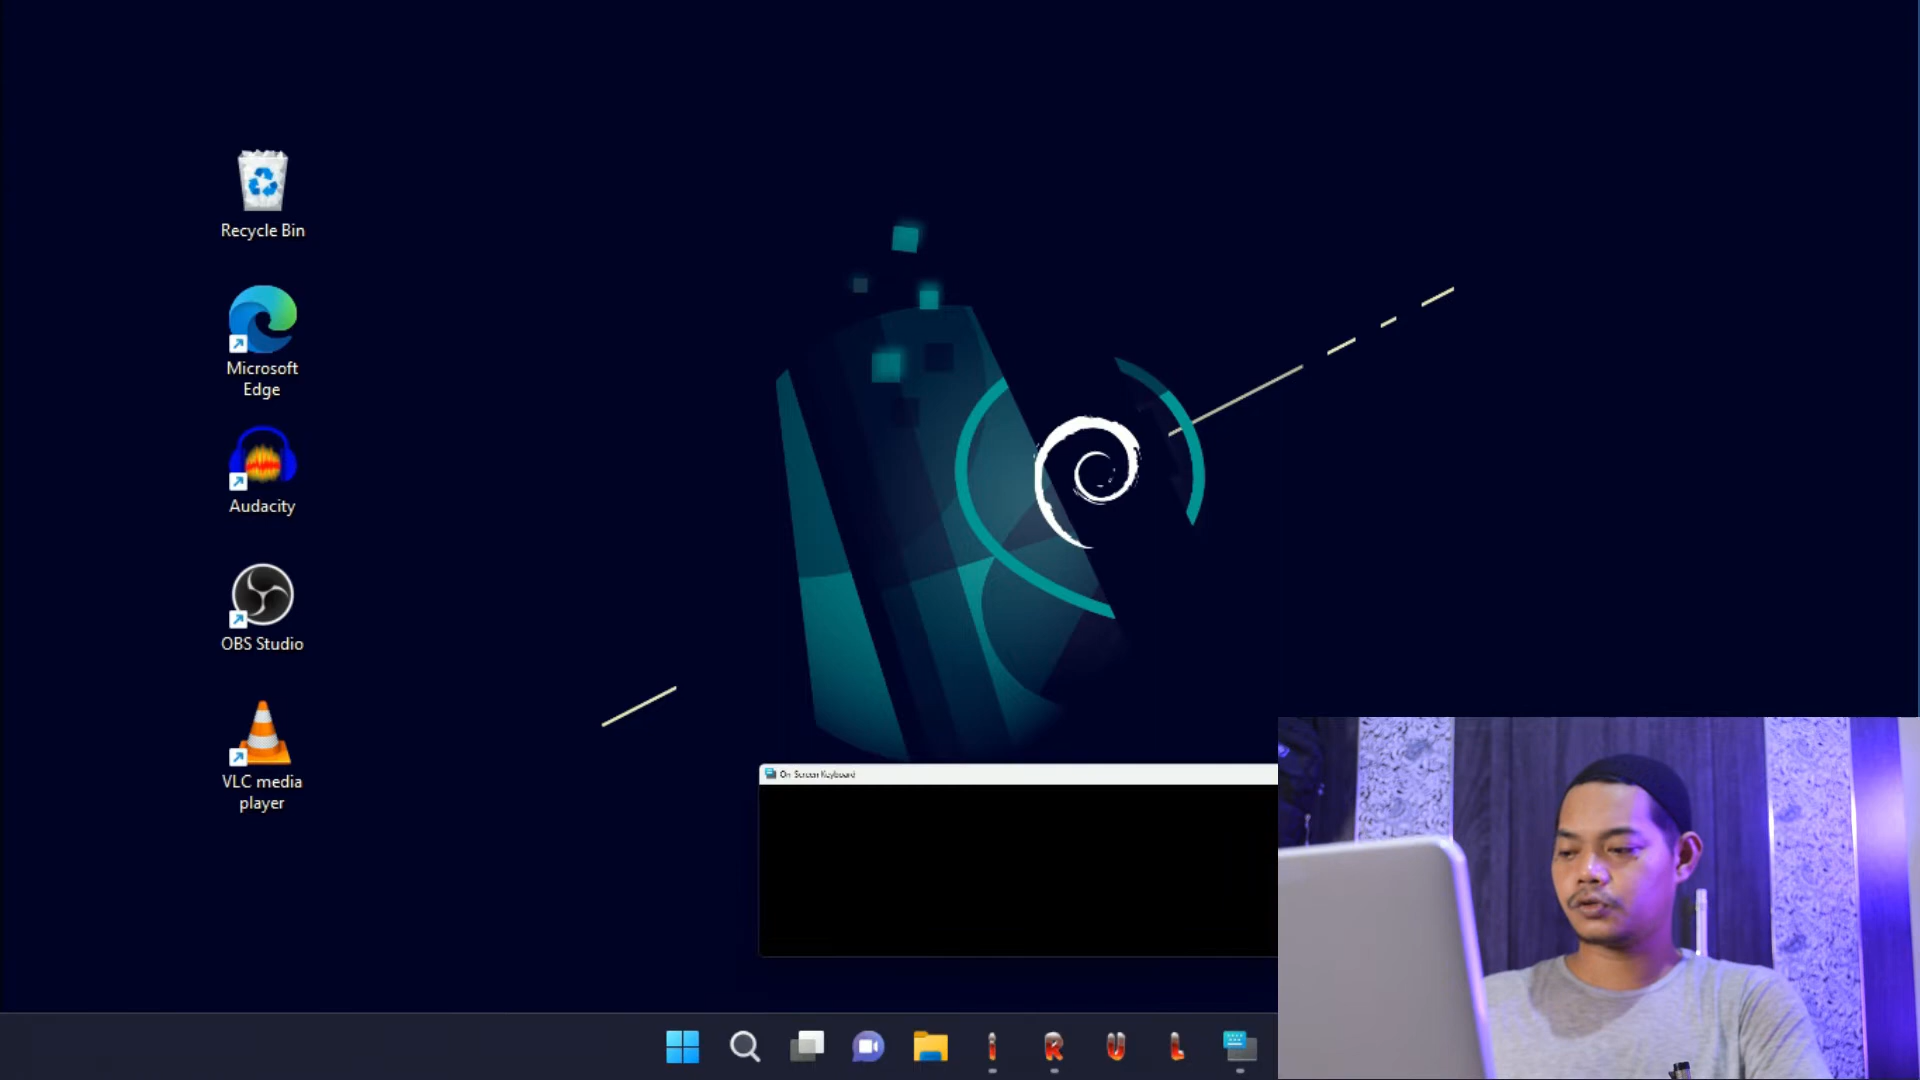 Recycle Bin
Microsoft
Edge
Audacity
OBS Studio
VLC media
player
On-Screen Keyboard
i
R
U
L